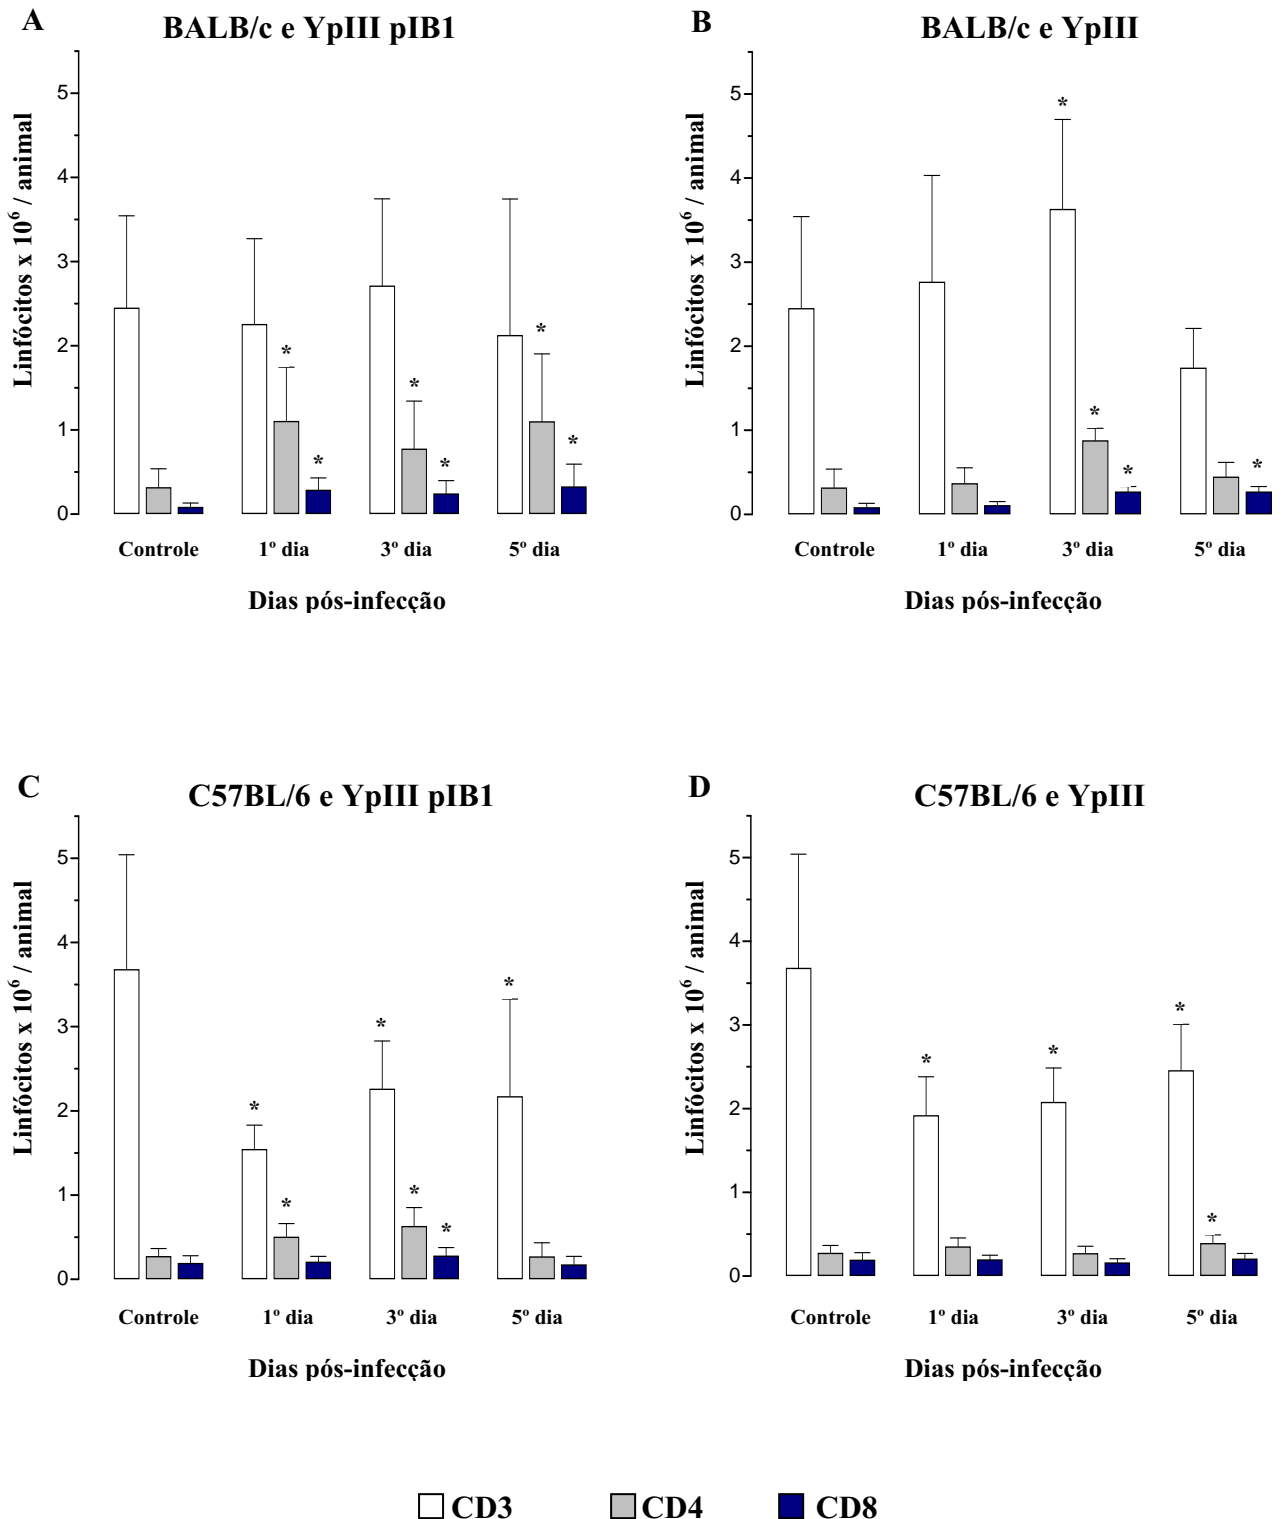 A
BALB/c e YpIII pIB1
Linfócitos x 10⁶ / animal
5
4
3
2
1
0
* * * * * *
Controle 1º dia 3º dia 5º dia
Dias pós-infecção
B
BALB/c e YpIII
Linfócitos x 10⁶ / animal
5
4
3
2
1
0
* * * *
Controle 1º dia 3º dia 5º dia
Dias pós-infecção
C
C57BL/6 e YpIII pIB1
Linfócitos x 10⁶ / animal
5
4
3
2
1
0
* * * * * *
Controle 1º dia 3º dia 5º dia
Dias pós-infecção
D
C57BL/6 e YpIII
Linfócitos x 10⁶ / animal
5
4
3
2
1
0
* * * *
Controle 1º dia 3º dia 5º dia
Dias pós-infecção
CD3 CD4 CD8